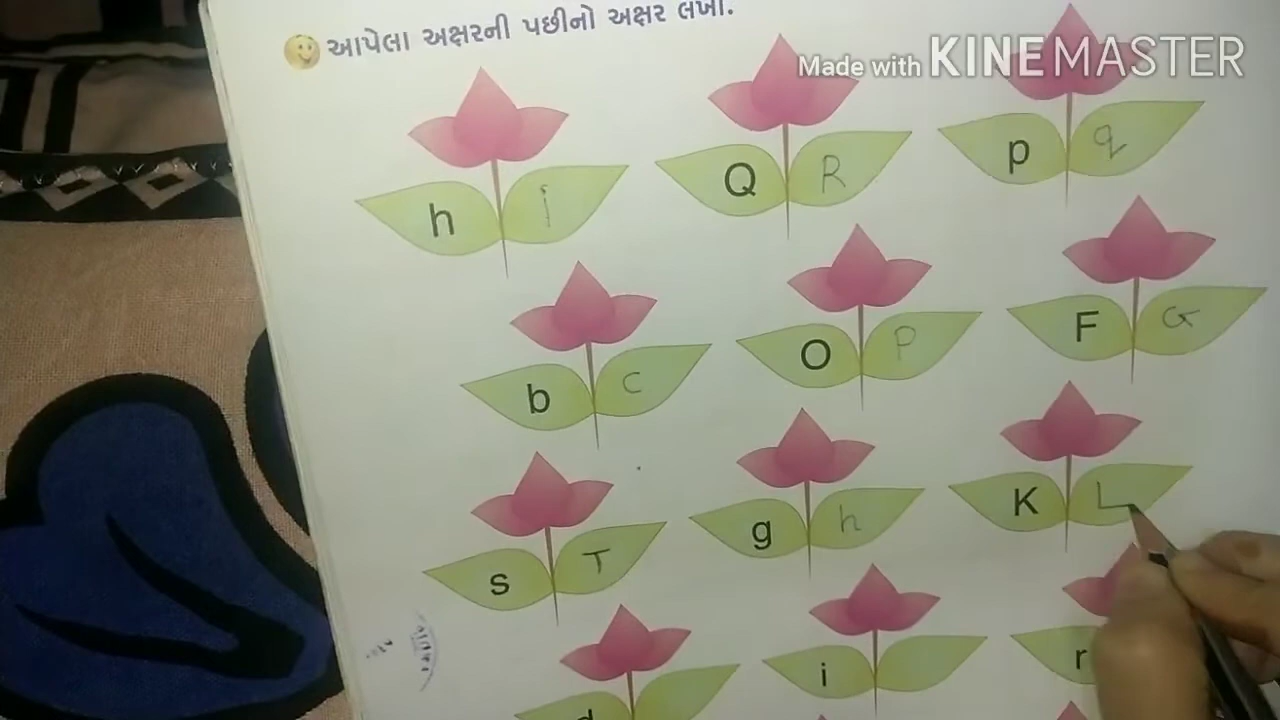 આપેલા અક્ષરની પછીનો અક્ષર લખો.
Made with KINEMASTER
h i Q R p q
b c O P F G
s T g h K L
d i r